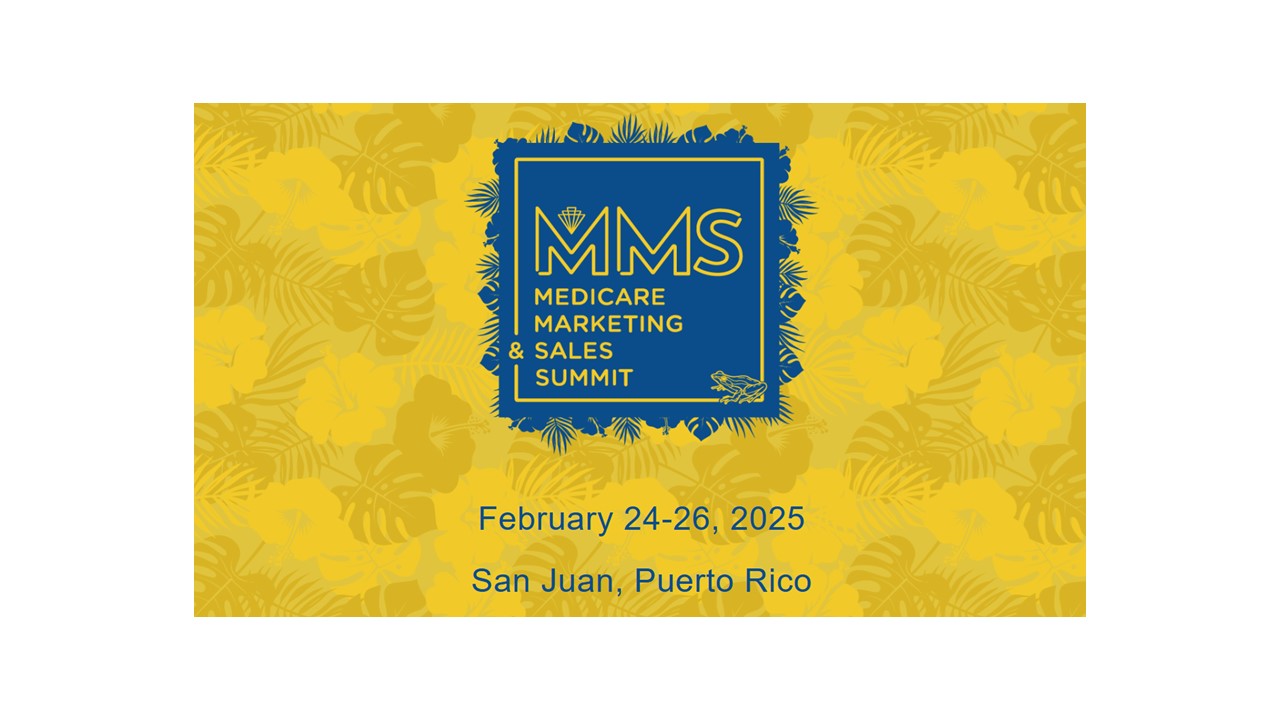 MMS
MEDICARE
MARKETING
& SALES
SUMMIT
February 24-26, 2025
San Juan, Puerto Rico